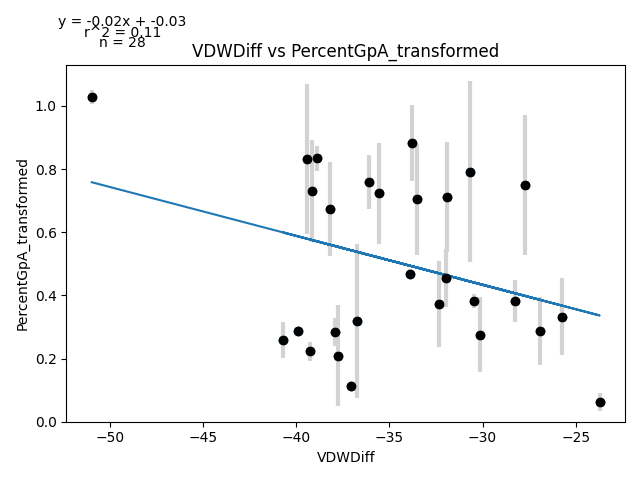 y = -0.02x + -0.03
r^2 = 0.11
n = 28
VDWDiff vs PercentGpA_transformed
PercentGpA_transformed
1.0
0.8
0.6
0.4
0.2
0.0
−50
−45
−40
−35
−30
−25
VDWDiff